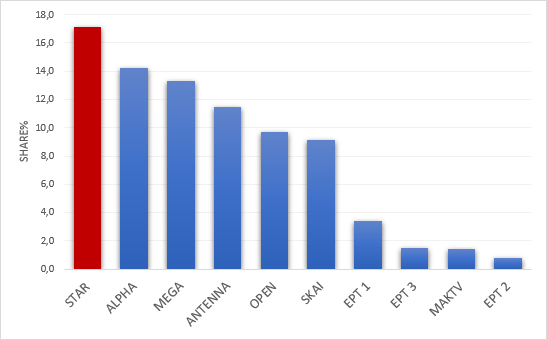 18,0
16,0
14,0
12,0
10,0
8,0
6,0
4,0
2,0
0,0
SHARE%
STAR
ALPHA
MEGA
ANTENNA
OPEN
SKAI
ΕΡΤ 1
ΕΡΤ 3
MAKTV
ΕΡΤ 2